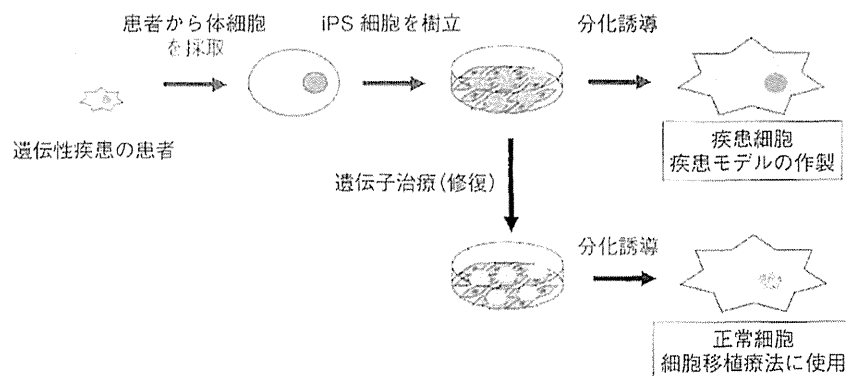 患者から体細胞
を採取
iPS 細胞を樹立
分化誘導
遺伝性疾患の患者
疾患細胞
疾患モデルの作製
遺伝子治療(修復)
分化誘導
正常細胞
細胞移植療法に使用